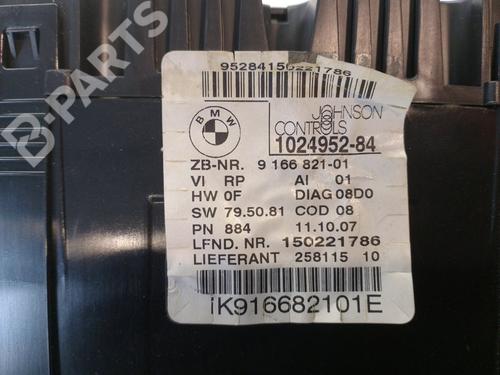 95284150221786
BMW
JOHNSON
CONTROLS
1024952-84
ZB-NR. 9 166 821-01
VI RP AI 01
HW 0F DIAG 08D0
SW 79.50.81 COD 08
PN 884 11.10.07
LFND. NR. 150221786
LIEFERANT 258115 10
iK916682101E
B-PARTS
B-PARTS